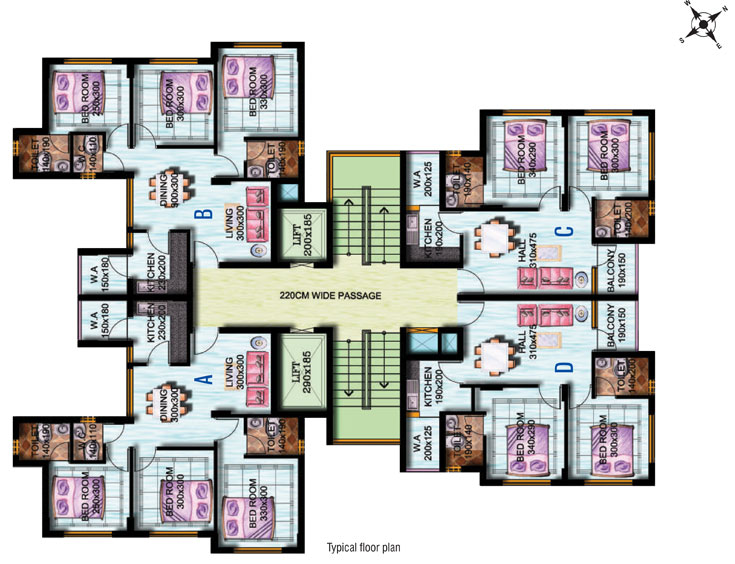 W
N
S
E
BED ROOM
250x300
BED ROOM
300x300
BED ROOM
330x300
TOILET
140x190
W.C
140x110
TOILET
140x190
DINING
300x300
B
LIVING
300x300
W.A
150x180
KITCHEN
230x200
LIFT
200x185
W.A
200x125
TOILET
190x140
BED ROOM
340x290
BED ROOM
300x300
TOILET
140x200
KITCHEN
190x200
HALL
310x475
C
BALCONY
190x150
220CM WIDE PASSAGE
W.A
150x180
KITCHEN
230x200
A
LIVING
300x300
DINING
300x300
LIFT
290x185
HALL
310x475
D
BALCONY
190x150
KITCHEN
190x200
TOILET
140x200
W.A
200x125
TOILET
190x140
BED ROOM
340x290
BED ROOM
300x300
TOILET
140x190
W.C
140x110
TOILET
140x190
BED ROOM
250x300
BED ROOM
300x300
BED ROOM
330x300
Typical floor plan